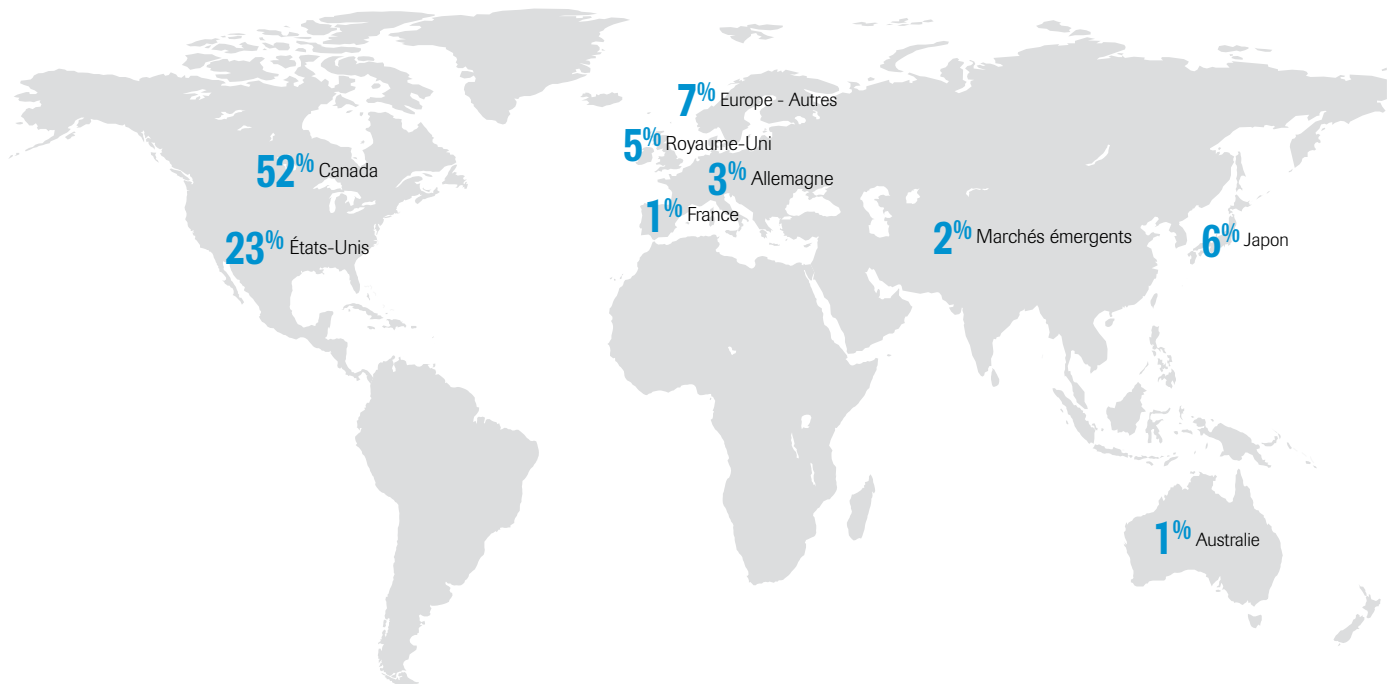 7% Europe - Autres
5% Royaume-Uni
52% Canada
3% Allemagne
1% France
23% États-Unis
2% Marchés émergents
6% Japon
1% Australie